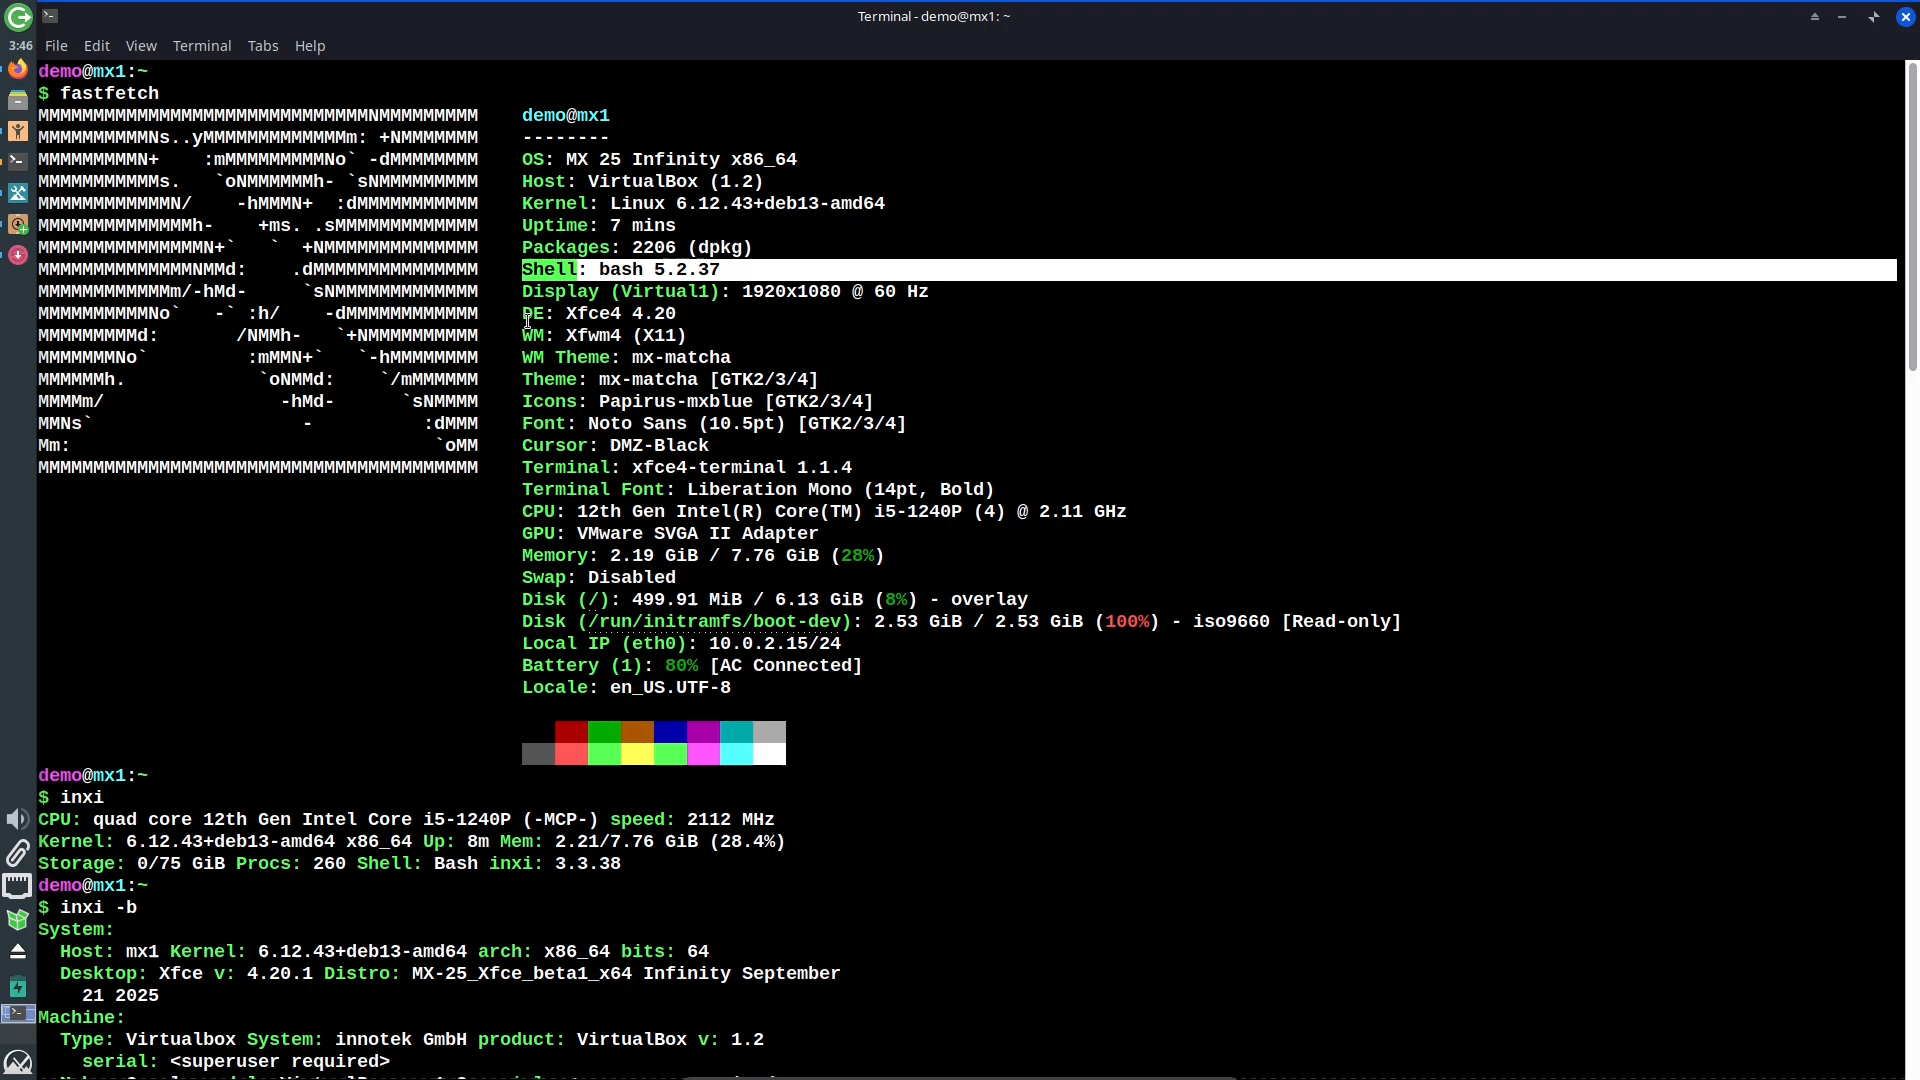 Terminal - demo@mx1: ~
3:46
File Edit View Terminal Tabs Help
demo@mx1:~
$ fastfetch
MMMMMMMMMMMMMMMMMMMMMMMMMMMMMMNMMMMMMMMM    demo@mx1
MMMMMMMMMMNs..yMMMMMMMMMMMMMm: +NMMMMMMM    --------
MMMMMMMMMN+    :mMMMMMMMMMNo` -dMMMMMMMM    OS: MX 25 Infinity x86_64
MMMMMMMMMMMs.   `oNMMMMMMh- `sNMMMMMMMMM    Host: VirtualBox (1.2)
MMMMMMMMMMMMN/    -hMMMN+  :dMMMMMMMMMMM    Kernel: Linux 6.12.43+deb13-amd64
MMMMMMMMMMMMMMh-    +ms. .sMMMMMMMMMMMMM    Uptime: 7 mins
MMMMMMMMMMMMMMMN+`   `  +NMMMMMMMMMMMMMM    Packages: 2206 (dpkg)
MMMMMMMMMMMMMMNMMd:    .dMMMMMMMMMMMMMMM    Shell: bash 5.2.37
MMMMMMMMMMMMm/-hMd-     `sNMMMMMMMMMMMMM    Display (Virtual1): 1920x1080 @ 60 Hz
MMMMMMMMMMNo`   -` :h/    -dMMMMMMMMMMMM    DE: Xfce4 4.20
MMMMMMMMMd:       /NMMh-   `+NMMMMMMMMMM    WM: Xfwm4 (X11)
MMMMMMMNo`         :mMMN+`   `-hMMMMMMMM    WM Theme: mx-matcha
MMMMMMh.            `oNMMd:    `/mMMMMMM    Theme: mx-matcha [GTK2/3/4]
MMMMm/                -hMd-      `sNMMMM    Icons: Papirus-mxblue [GTK2/3/4]
MMNs`                   -          :dMMM    Font: Noto Sans (10.5pt) [GTK2/3/4]
Mm:                                 `oMM    Cursor: DMZ-Black
MMMMMMMMMMMMMMMMMMMMMMMMMMMMMMMMMMMMMMMM    Terminal: xfce4-terminal 1.1.4
Terminal Font: Liberation Mono (14pt, Bold)
CPU: 12th Gen Intel(R) Core(TM) i5-1240P (4) @ 2.11 GHz
GPU: VMware SVGA II Adapter
Memory: 2.19 GiB / 7.76 GiB (28%)
Swap: Disabled
Disk (/): 499.91 MiB / 6.13 GiB (8%) - overlay
Disk (/run/initramfs/boot-dev): 2.53 GiB / 2.53 GiB (100%) - iso9660 [Read-only]
Local IP (eth0): 10.0.2.15/24
Battery (1): 80% [AC Connected]
Locale: en_US.UTF-8
demo@mx1:~
$ inxi
CPU: quad core 12th Gen Intel Core i5-1240P (-MCP-) speed: 2112 MHz
Kernel: 6.12.43+deb13-amd64 x86_64 Up: 8m Mem: 2.21/7.76 GiB (28.4%)
Storage: 0/75 GiB Procs: 260 Shell: Bash inxi: 3.3.38
demo@mx1:~
$ inxi -b
System:
Host: mx1 Kernel: 6.12.43+deb13-amd64 arch: x86_64 bits: 64
Desktop: Xfce v: 4.20.1 Distro: MX-25_Xfce_beta1_x64 Infinity September
21 2025
Machine:
Type: Virtualbox System: innotek GmbH product: VirtualBox v: 1.2
serial: <superuser required>